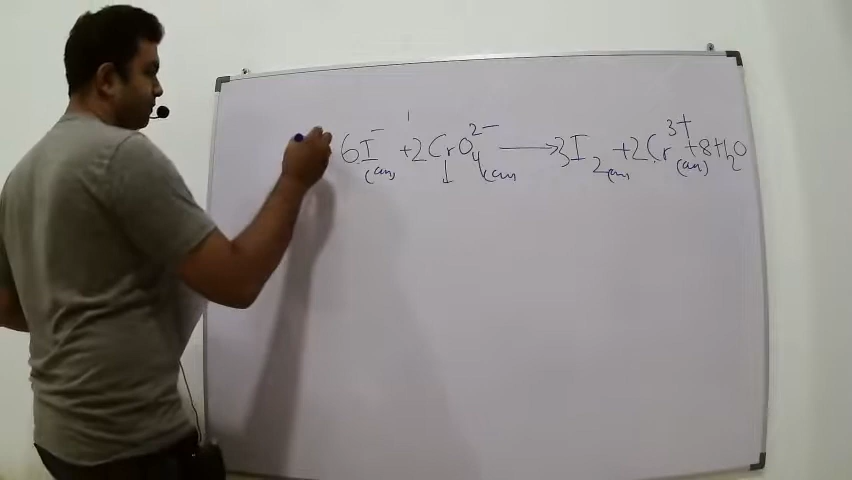 6I⁻(aq) + 2CrO₄²⁻(aq) ⟶ 3I₂(aq) + 2Cr³⁺(aq) + 8H₂O